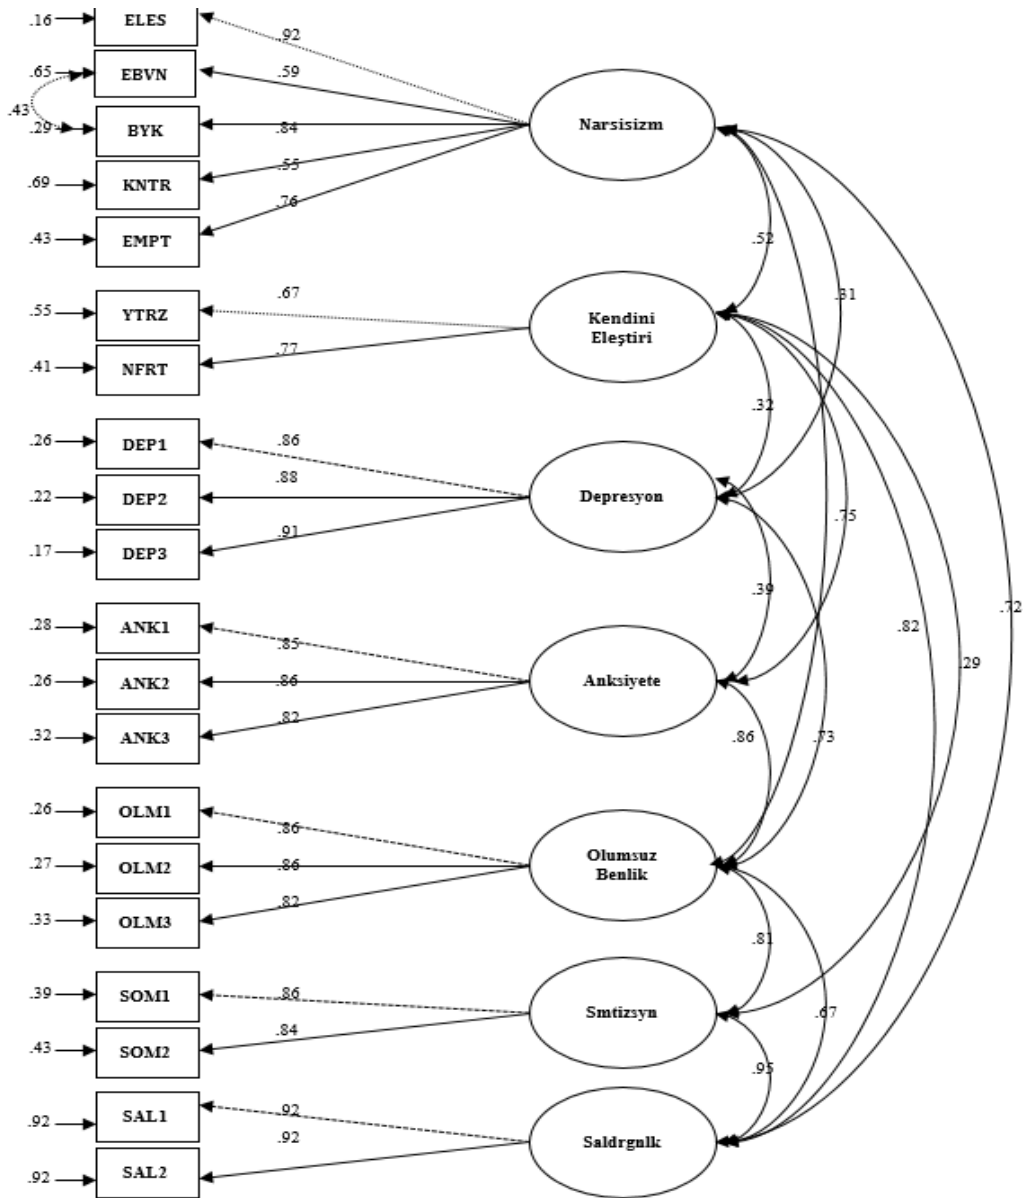 .16
ELES
.92
.65
EBVN
.59
.43
.29
BYK
.84
Narsisizm
.69
KNTR
.55
.43
EMPT
.76
.52
.31
.55
YTRZ
.67
Kendini
Eleştiri
.41
NFRT
.77
.32
.26
DEP1
.86
.22
DEP2
.88
Depresyon
.75
.17
DEP3
.91
.39
.72
.28
ANK1
.85
.82
.29
.26
ANK2
.86
Anksiyete
.32
ANK3
.82
.86
.73
.26
OLM1
.86
.27
OLM2
.86
Olumsuz
Benlik
.33
OLM3
.82
.81
.39
SOM1
.86
Smtizsyn
.67
.43
SOM2
.84
.95
.92
SAL1
.92
.92
SAL2
.92
Saldrgnlk